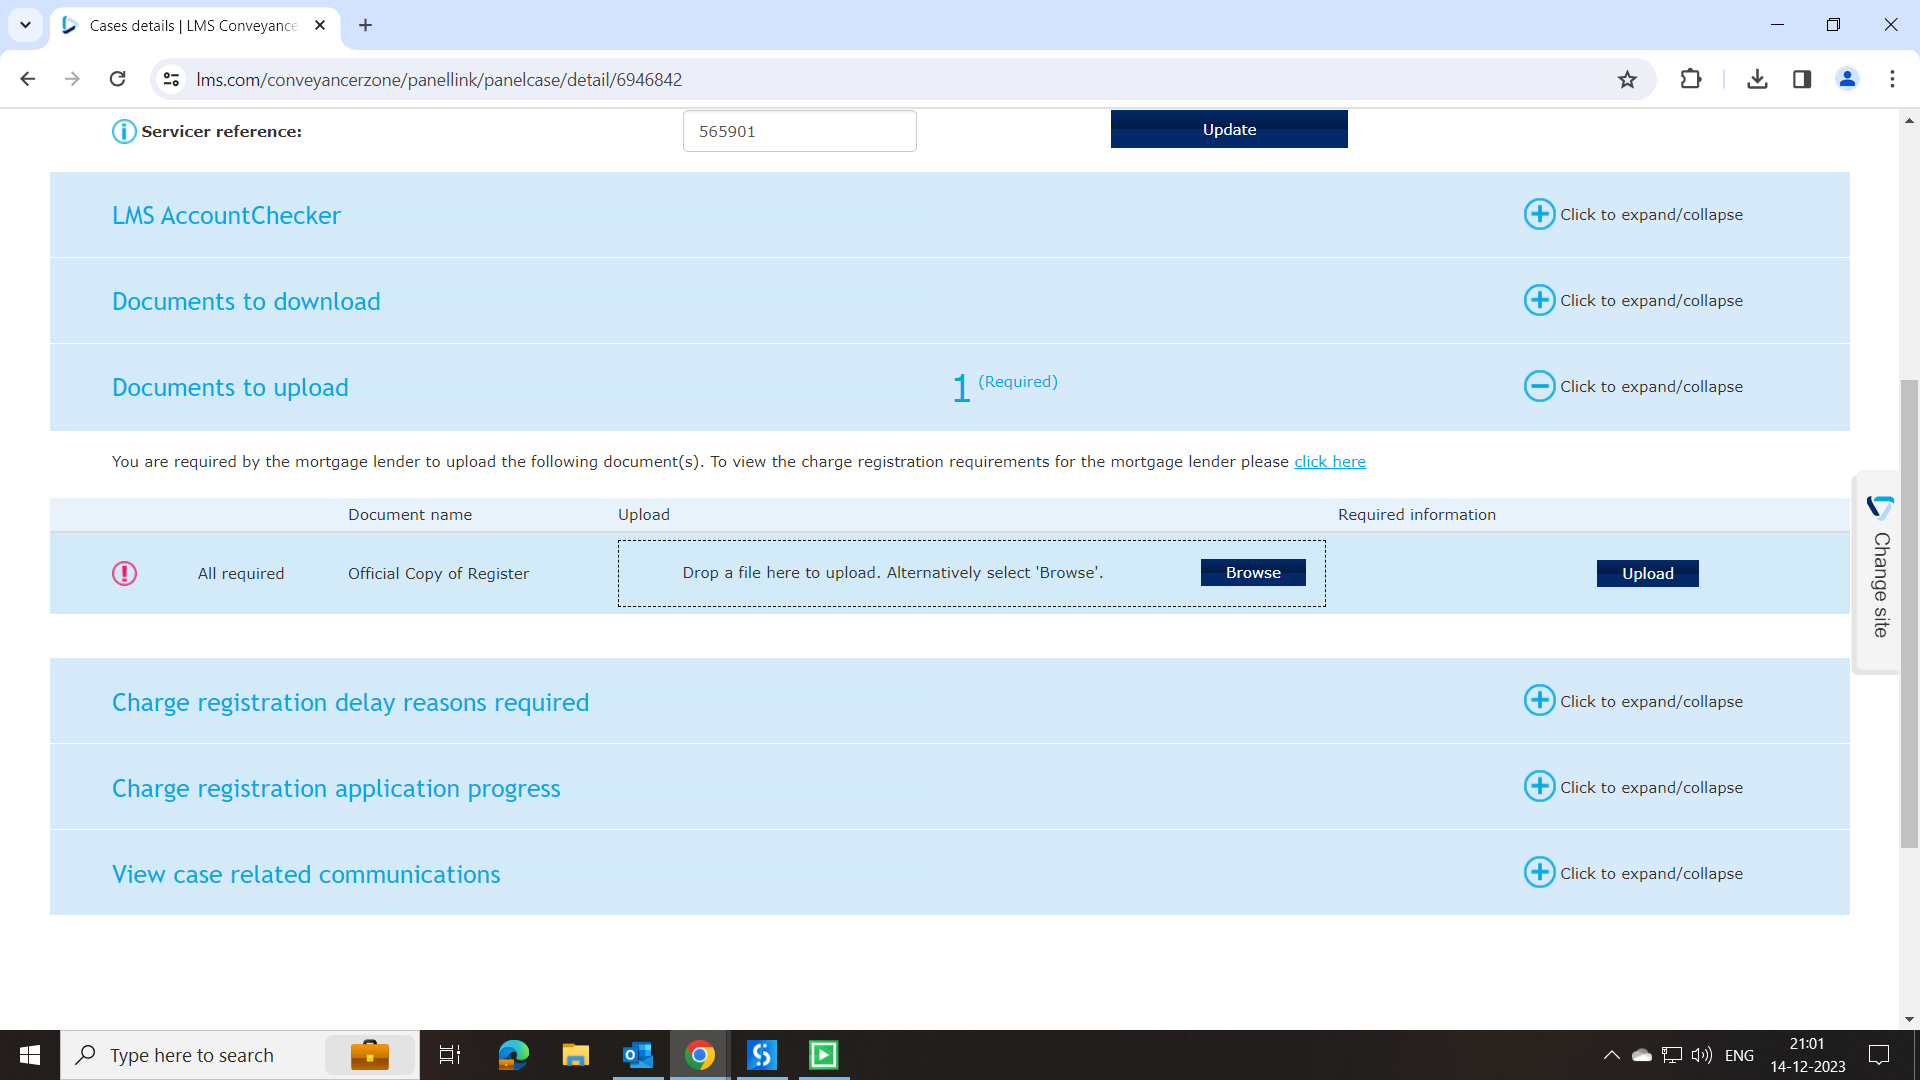 Cases details | LMS Conveyance
lms.com/conveyancerzone/panellink/panelcase/detail/6946842
Servicer reference:
565901
Update
LMS AccountChecker
Click to expand/collapse
Documents to download
Click to expand/collapse
Documents to upload
1 (Required)
Click to expand/collapse
You are required by the mortgage lender to upload the following document(s). To view the charge registration requirements for the mortgage lender please click here
Document name
Upload
Required information
All required
Official Copy of Register
Drop a file here to upload. Alternatively select 'Browse'.
Browse
Upload
Change site
Charge registration delay reasons required
Click to expand/collapse
Charge registration application progress
Click to expand/collapse
View case related communications
Click to expand/collapse
Type here to search
ENG
21:01
14-12-2023